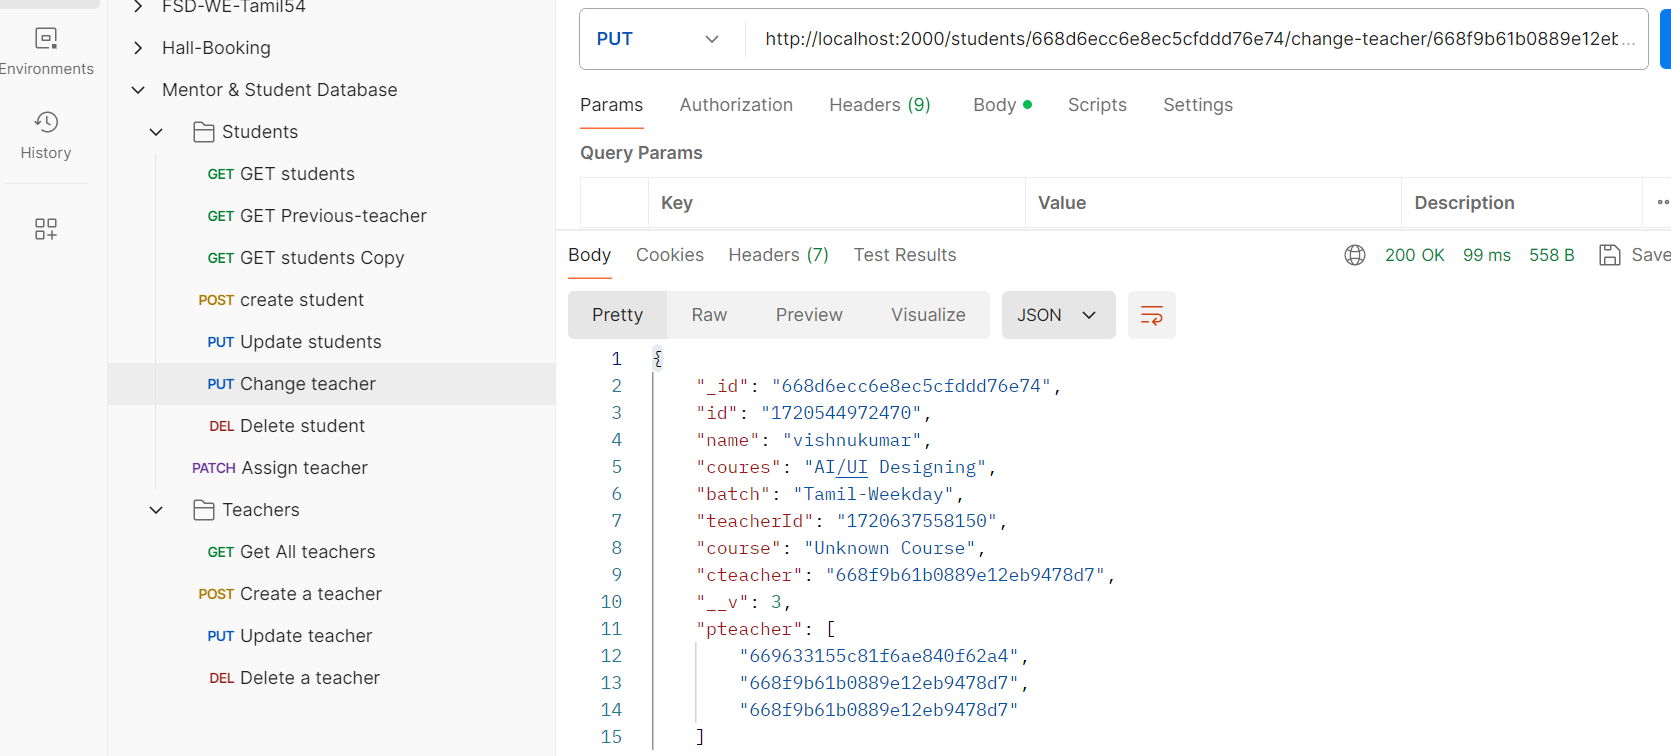 Environments
History
FSD-WE-Tamil54
Hall-Booking
Mentor & Student Database
Students
GET GET students
GET GET Previous-teacher
GET GET students Copy
POST create student
PUT Update students
PUT Change teacher
DEL Delete student
PATCH Assign teacher
Teachers
GET Get All teachers
POST Create a teacher
PUT Update teacher
DEL Delete a teacher
PUT http://localhost:2000/students/668d6ecc6e8ec5cfddd76e74/change-teacher/668f9b61b0889e12eb...
Params Authorization Headers (9) Body Scripts Settings
Query Params
Key Value Description
Body Cookies Headers (7) Test Results 200 OK 99 ms 558 B Save
Pretty Raw Preview Visualize JSON
1 {
2 "_id": "668d6ecc6e8ec5cfddd76e74",
3 "id": "1720544972470",
4 "name": "vishnukumar",
5 "coures": "AI/UI Designing",
6 "batch": "Tamil-Weekday",
7 "teacherId": "1720637558150",
8 "course": "Unknown Course",
9 "cteacher": "668f9b61b0889e12eb9478d7",
10 "__v": 3,
11 "pteacher": [
12 "669633155c81f6ae840f62a4",
13 "668f9b61b0889e12eb9478d7",
14 "668f9b61b0889e12eb9478d7"
15 ]